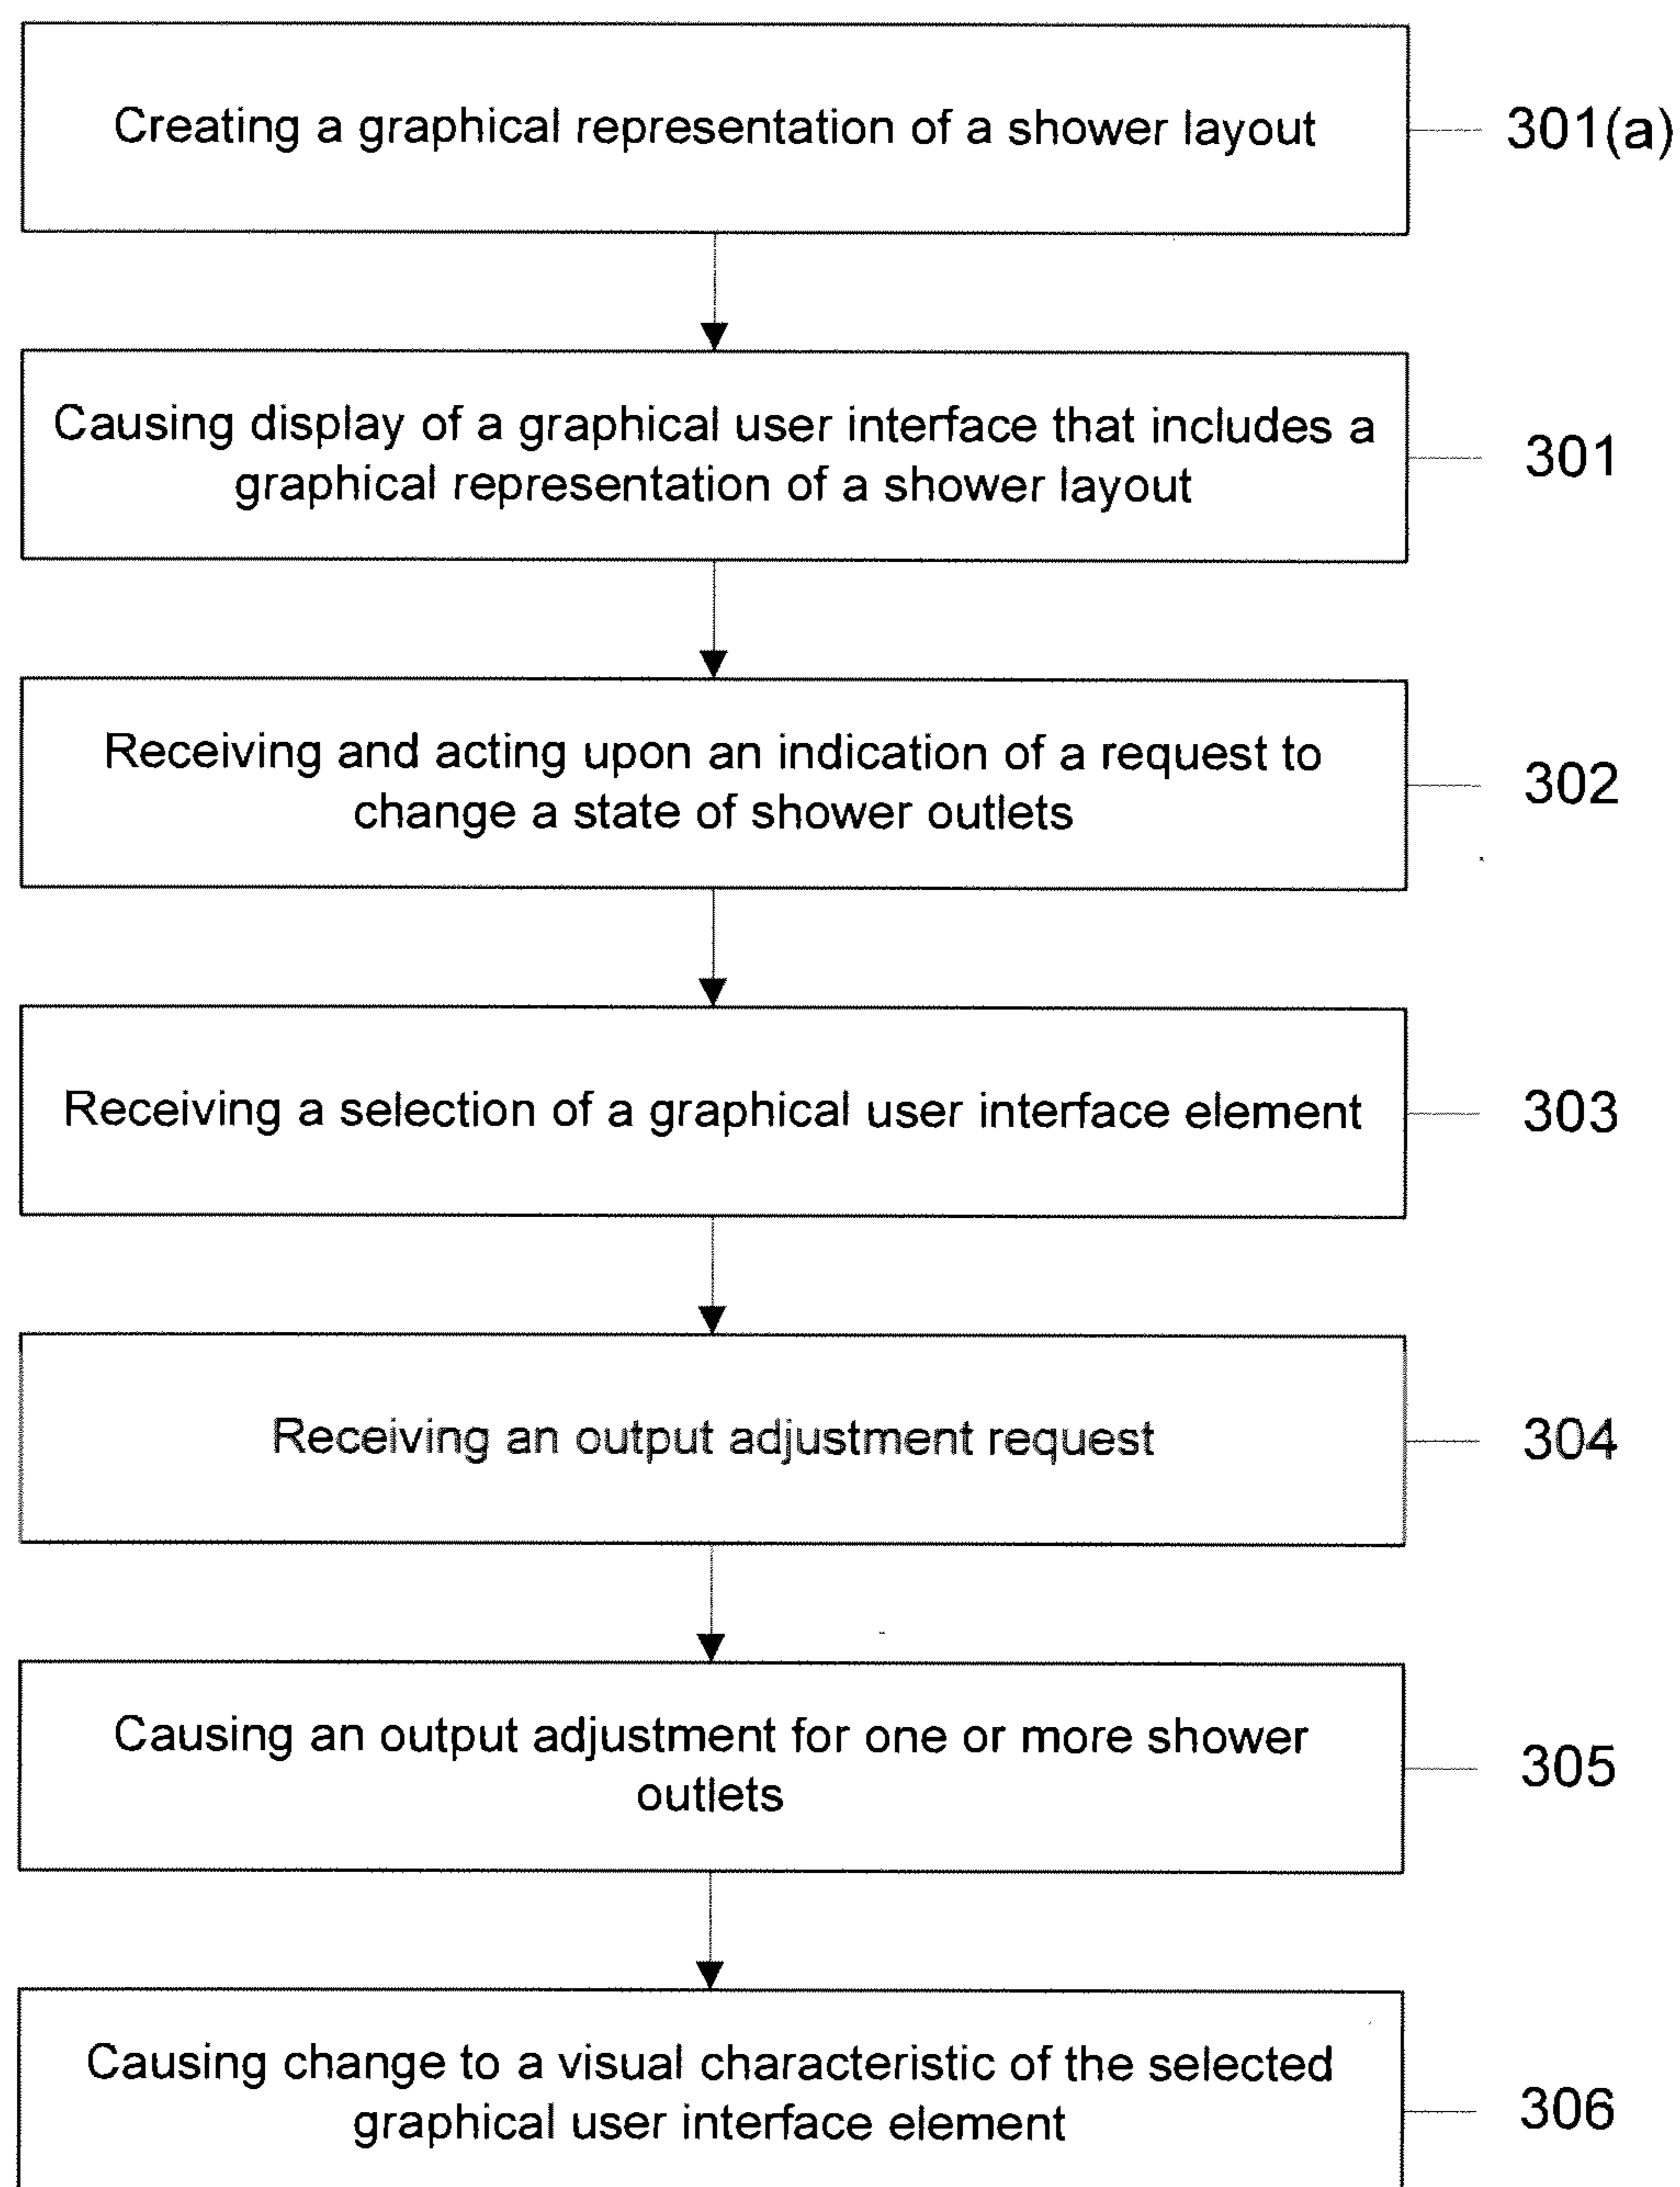 Creating a graphical representation of a shower layout
301(a)
Causing display of a graphical user interface that includes a
graphical representation of a shower layout
301
Receiving and acting upon an indication of a request to
change a state of shower outlets
302
Receiving a selection of a graphical user interface element
303
Receiving an output adjustment request
304
Causing an output adjustment for one or more shower
outlets
305
Causing change to a visual characteristic of the selected
graphical user interface element
306